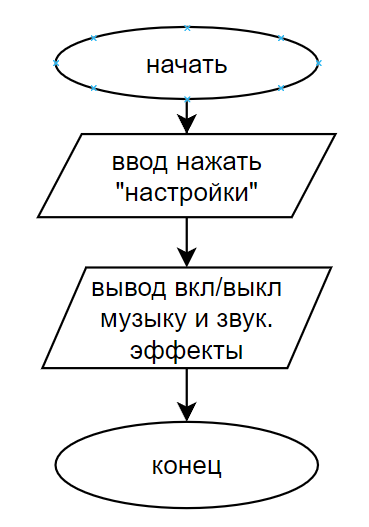 начать
ввод нажать
"настройки"
вывод вкл/выкл
музыку и звук.
эффекты
конец